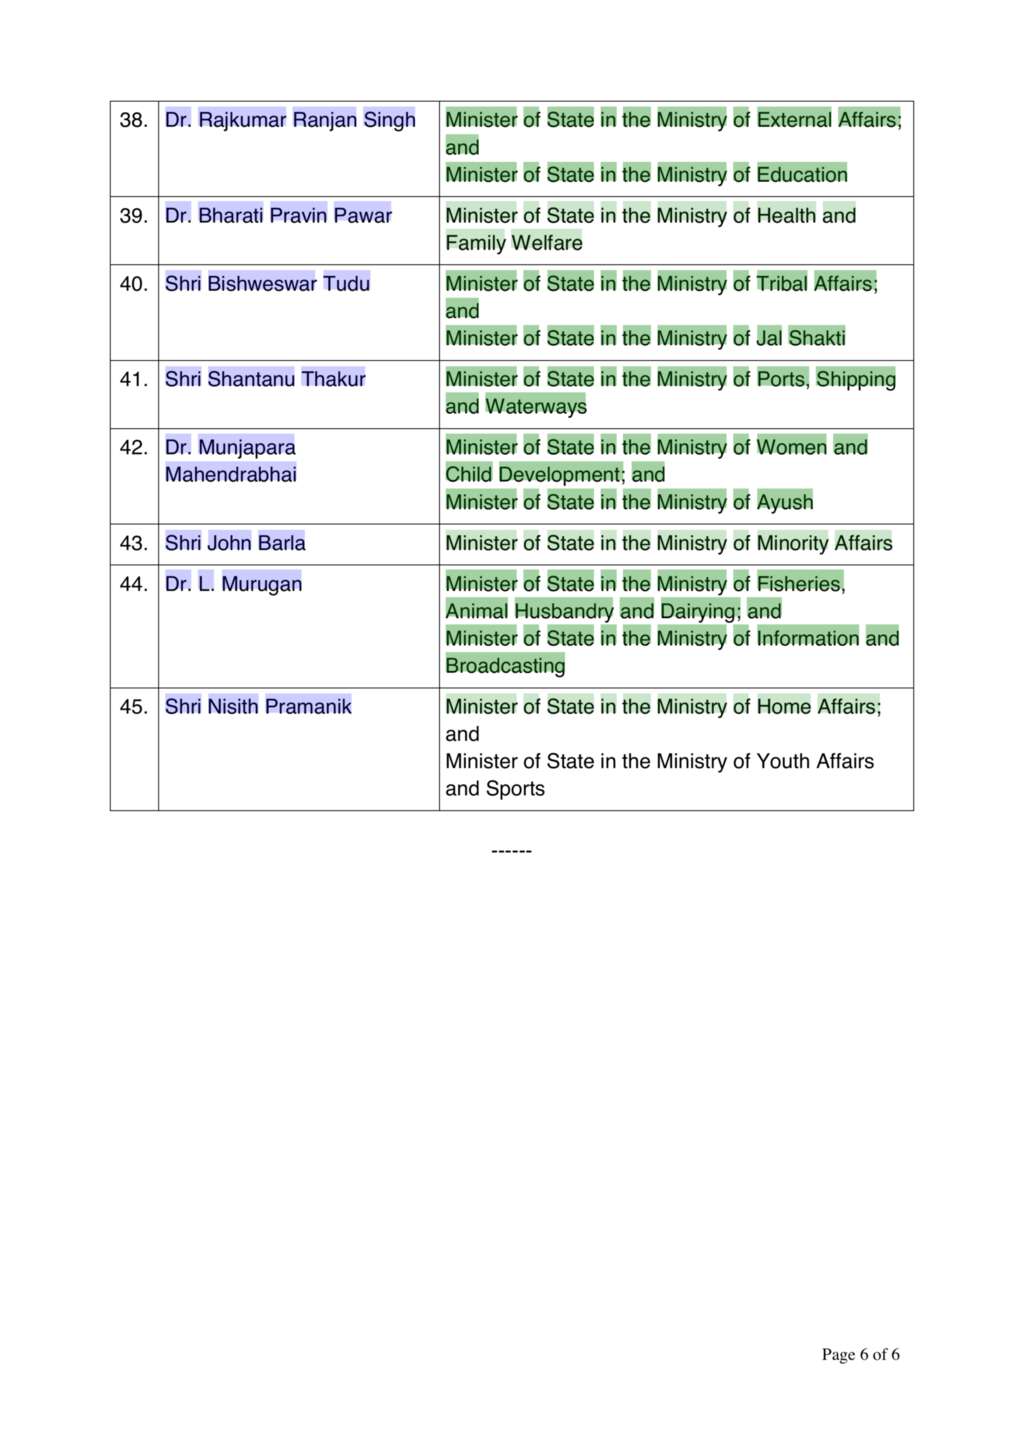 38. Dr. Rajkumar Ranjan Singh Minister of State in the Ministry of External Affairs;
and
Minister of State in the Ministry of Education
39. Dr. Bharati Pravin Pawar Minister of State in the Ministry of Health and
Family Welfare
40. Shri Bishweswar Tudu Minister of State in the Ministry of Tribal Affairs;
and
Minister of State in the Ministry of Jal Shakti
41. Shri Shantanu Thakur Minister of State in the Ministry of Ports, Shipping
and Waterways
42. Dr. Munjapara Minister of State in the Ministry of Women and
Mahendrabhai Child Development; and
Minister of State in the Ministry of Ayush
43. Shri John Barla Minister of State in the Ministry of Minority Affairs
44. Dr. L. Murugan Minister of State in the Ministry of Fisheries,
Animal Husbandry and Dairying; and
Minister of State in the Ministry of Information and
Broadcasting
45. Shri Nisith Pramanik Minister of State in the Ministry of Home Affairs;
and
Minister of State in the Ministry of Youth Affairs
and Sports
------
Page 6 of 6